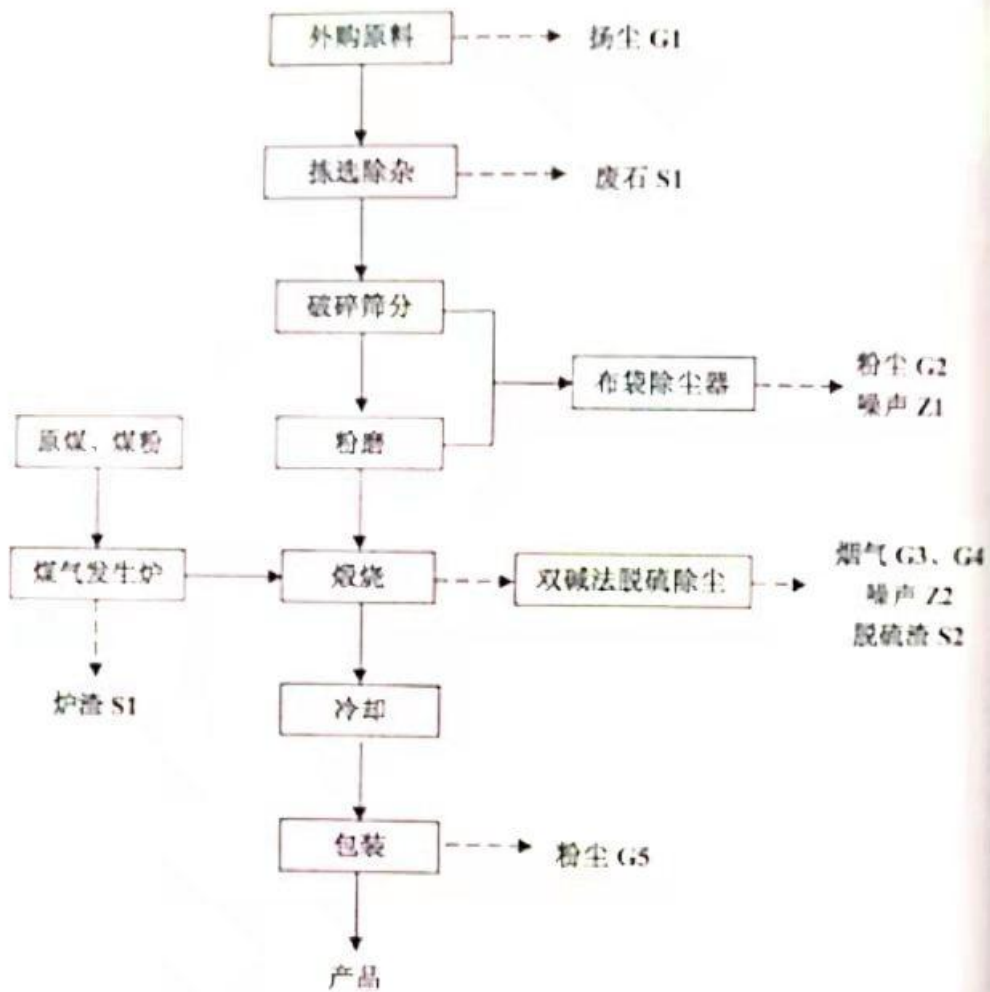 外购原料
扬尘 G1
拣选除杂
废石 S1
破碎筛分
布袋除尘器
粉尘 G2
噪声 Z1
原煤、煤粉
粉磨
煤气发生炉
煅烧
双碱法脱硫除尘
烟气 G3、G4
噪声 Z2
脱硫渣 S2
炉渣 S1
冷却
包装
粉尘 G5
产品